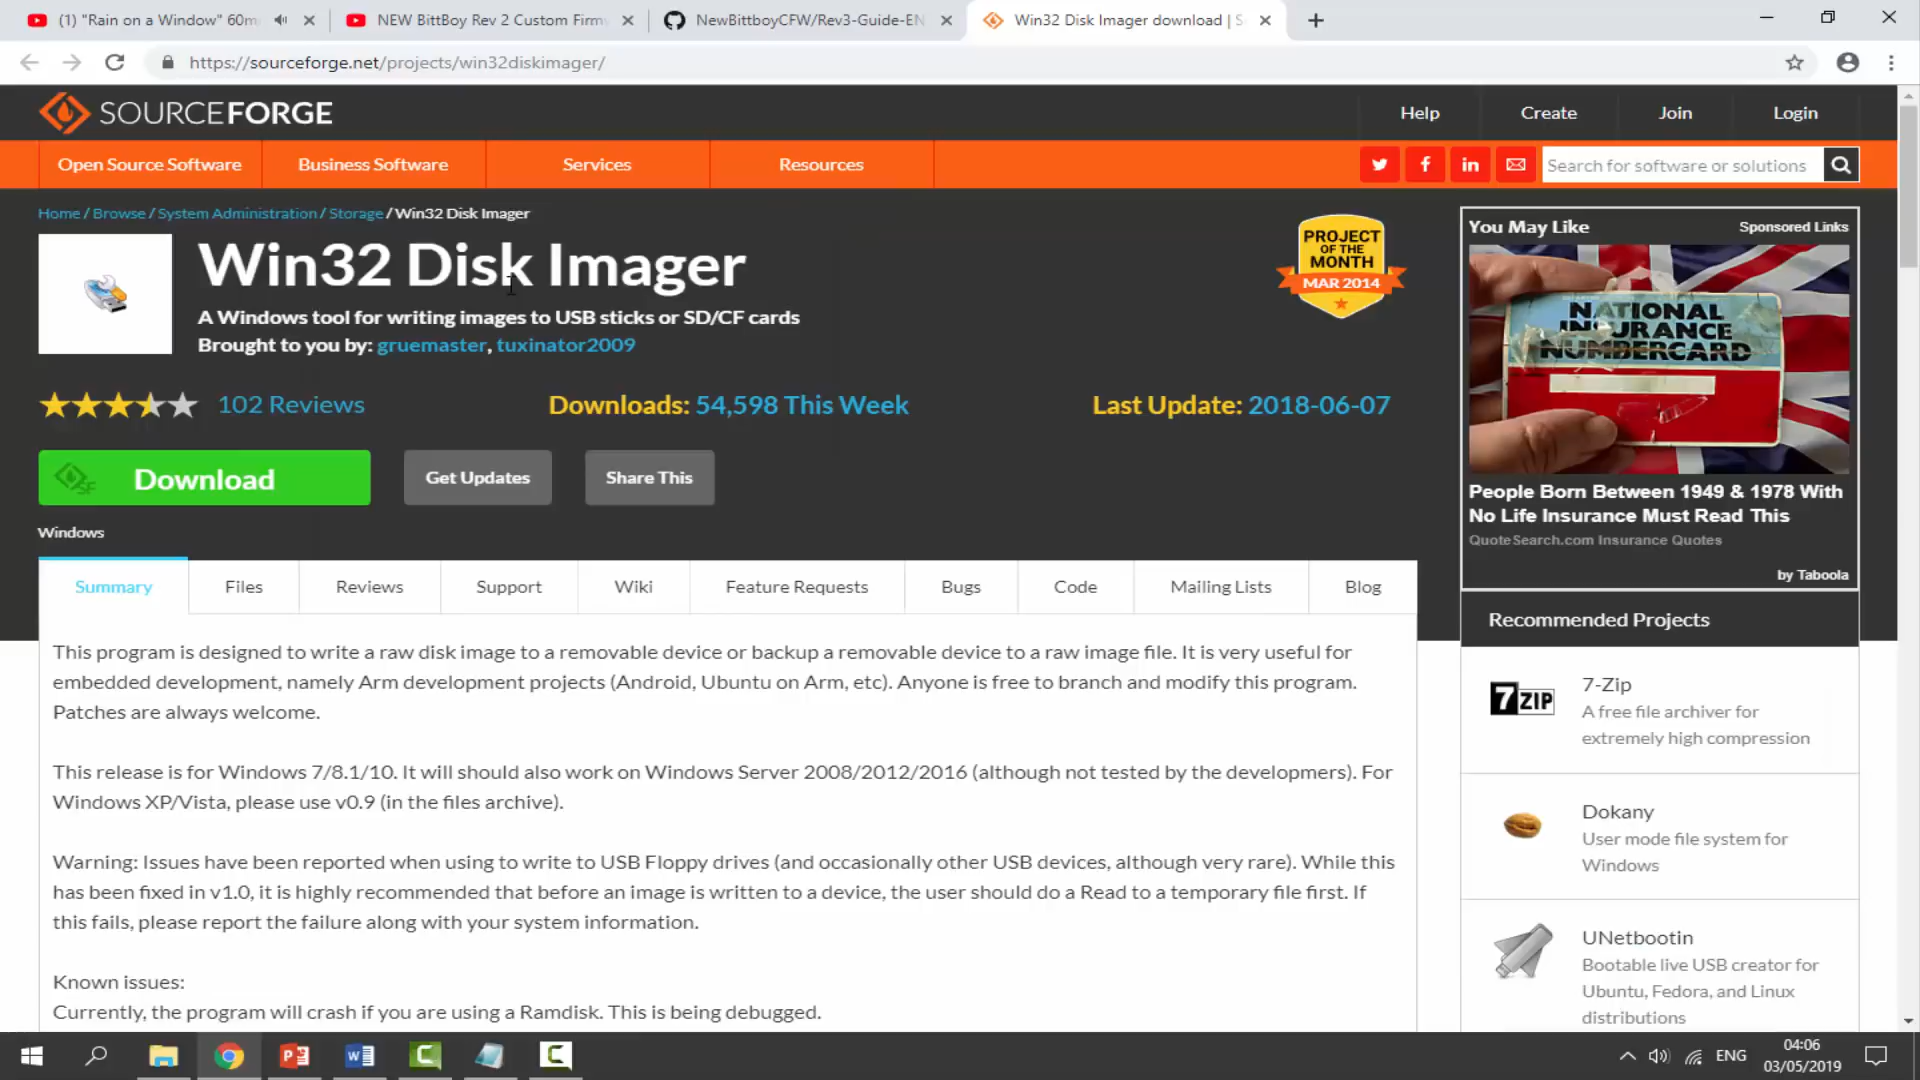 (1) "Rain on a Window" 60m
NEW BittBoy Rev 2 Custom Firm
NewBittboyCFW/Rev3-Guide-EN
Win32 Disk Imager download | S
https://sourceforge.net/projects/win32diskimager/
SOURCEFORGE
Help
Create
Join
Login
Open Source Software
Business Software
Services
Resources
Search for software or solutions
Home / Browse / System Administration / Storage / Win32 Disk Imager
Win32 Disk Imager
A Windows tool for writing images to USB sticks or SD/CF cards
Brought to you by: gruemaster, tuxinator2009
PROJECT
OF THE
MONTH
MAR 2014
102 Reviews
Downloads: 54,598 This Week
Last Update: 2018-06-07
Download
SF
Get Updates
Share This
Windows
Summary
Files
Reviews
Support
Wiki
Feature Requests
Bugs
Code
Mailing Lists
Blog
This program is designed to write a raw disk image to a removable device or backup a removable device to a raw image file. It is very useful for
embedded development, namely Arm development projects (Android, Ubuntu on Arm, etc). Anyone is free to branch and modify this program.
Patches are always welcome.
This release is for Windows 7/8.1/10. It will should also work on Windows Server 2008/2012/2016 (although not tested by the developmers). For
Windows XP/Vista, please use v0.9 (in the files archive).
Warning: Issues have been reported when using to write to USB Floppy drives (and occasionally other USB devices, although very rare). While this
has been fixed in v1.0, it is highly recommended that before an image is written to a device, the user should do a Read to a temporary file first. If
this fails, please report the failure along with your system information.
Known issues:
Currently, the program will crash if you are using a Ramdisk. This is being debugged.
You May Like
Sponsored Links
NATIONAL
INSURANCE
NUMBERCARD
People Born Between 1949 & 1978 With
No Life Insurance Must Read This
QuoteSearch.com Insurance Quotes
by Taboola
Recommended Projects
7ZIP
7-Zip
A free file archiver for
extremely high compression
Dokany
User mode file system for
Windows
UNetbootin
Bootable live USB creator for
Ubuntu, Fedora, and Linux
distributions
ENG
04:06
03/05/2019